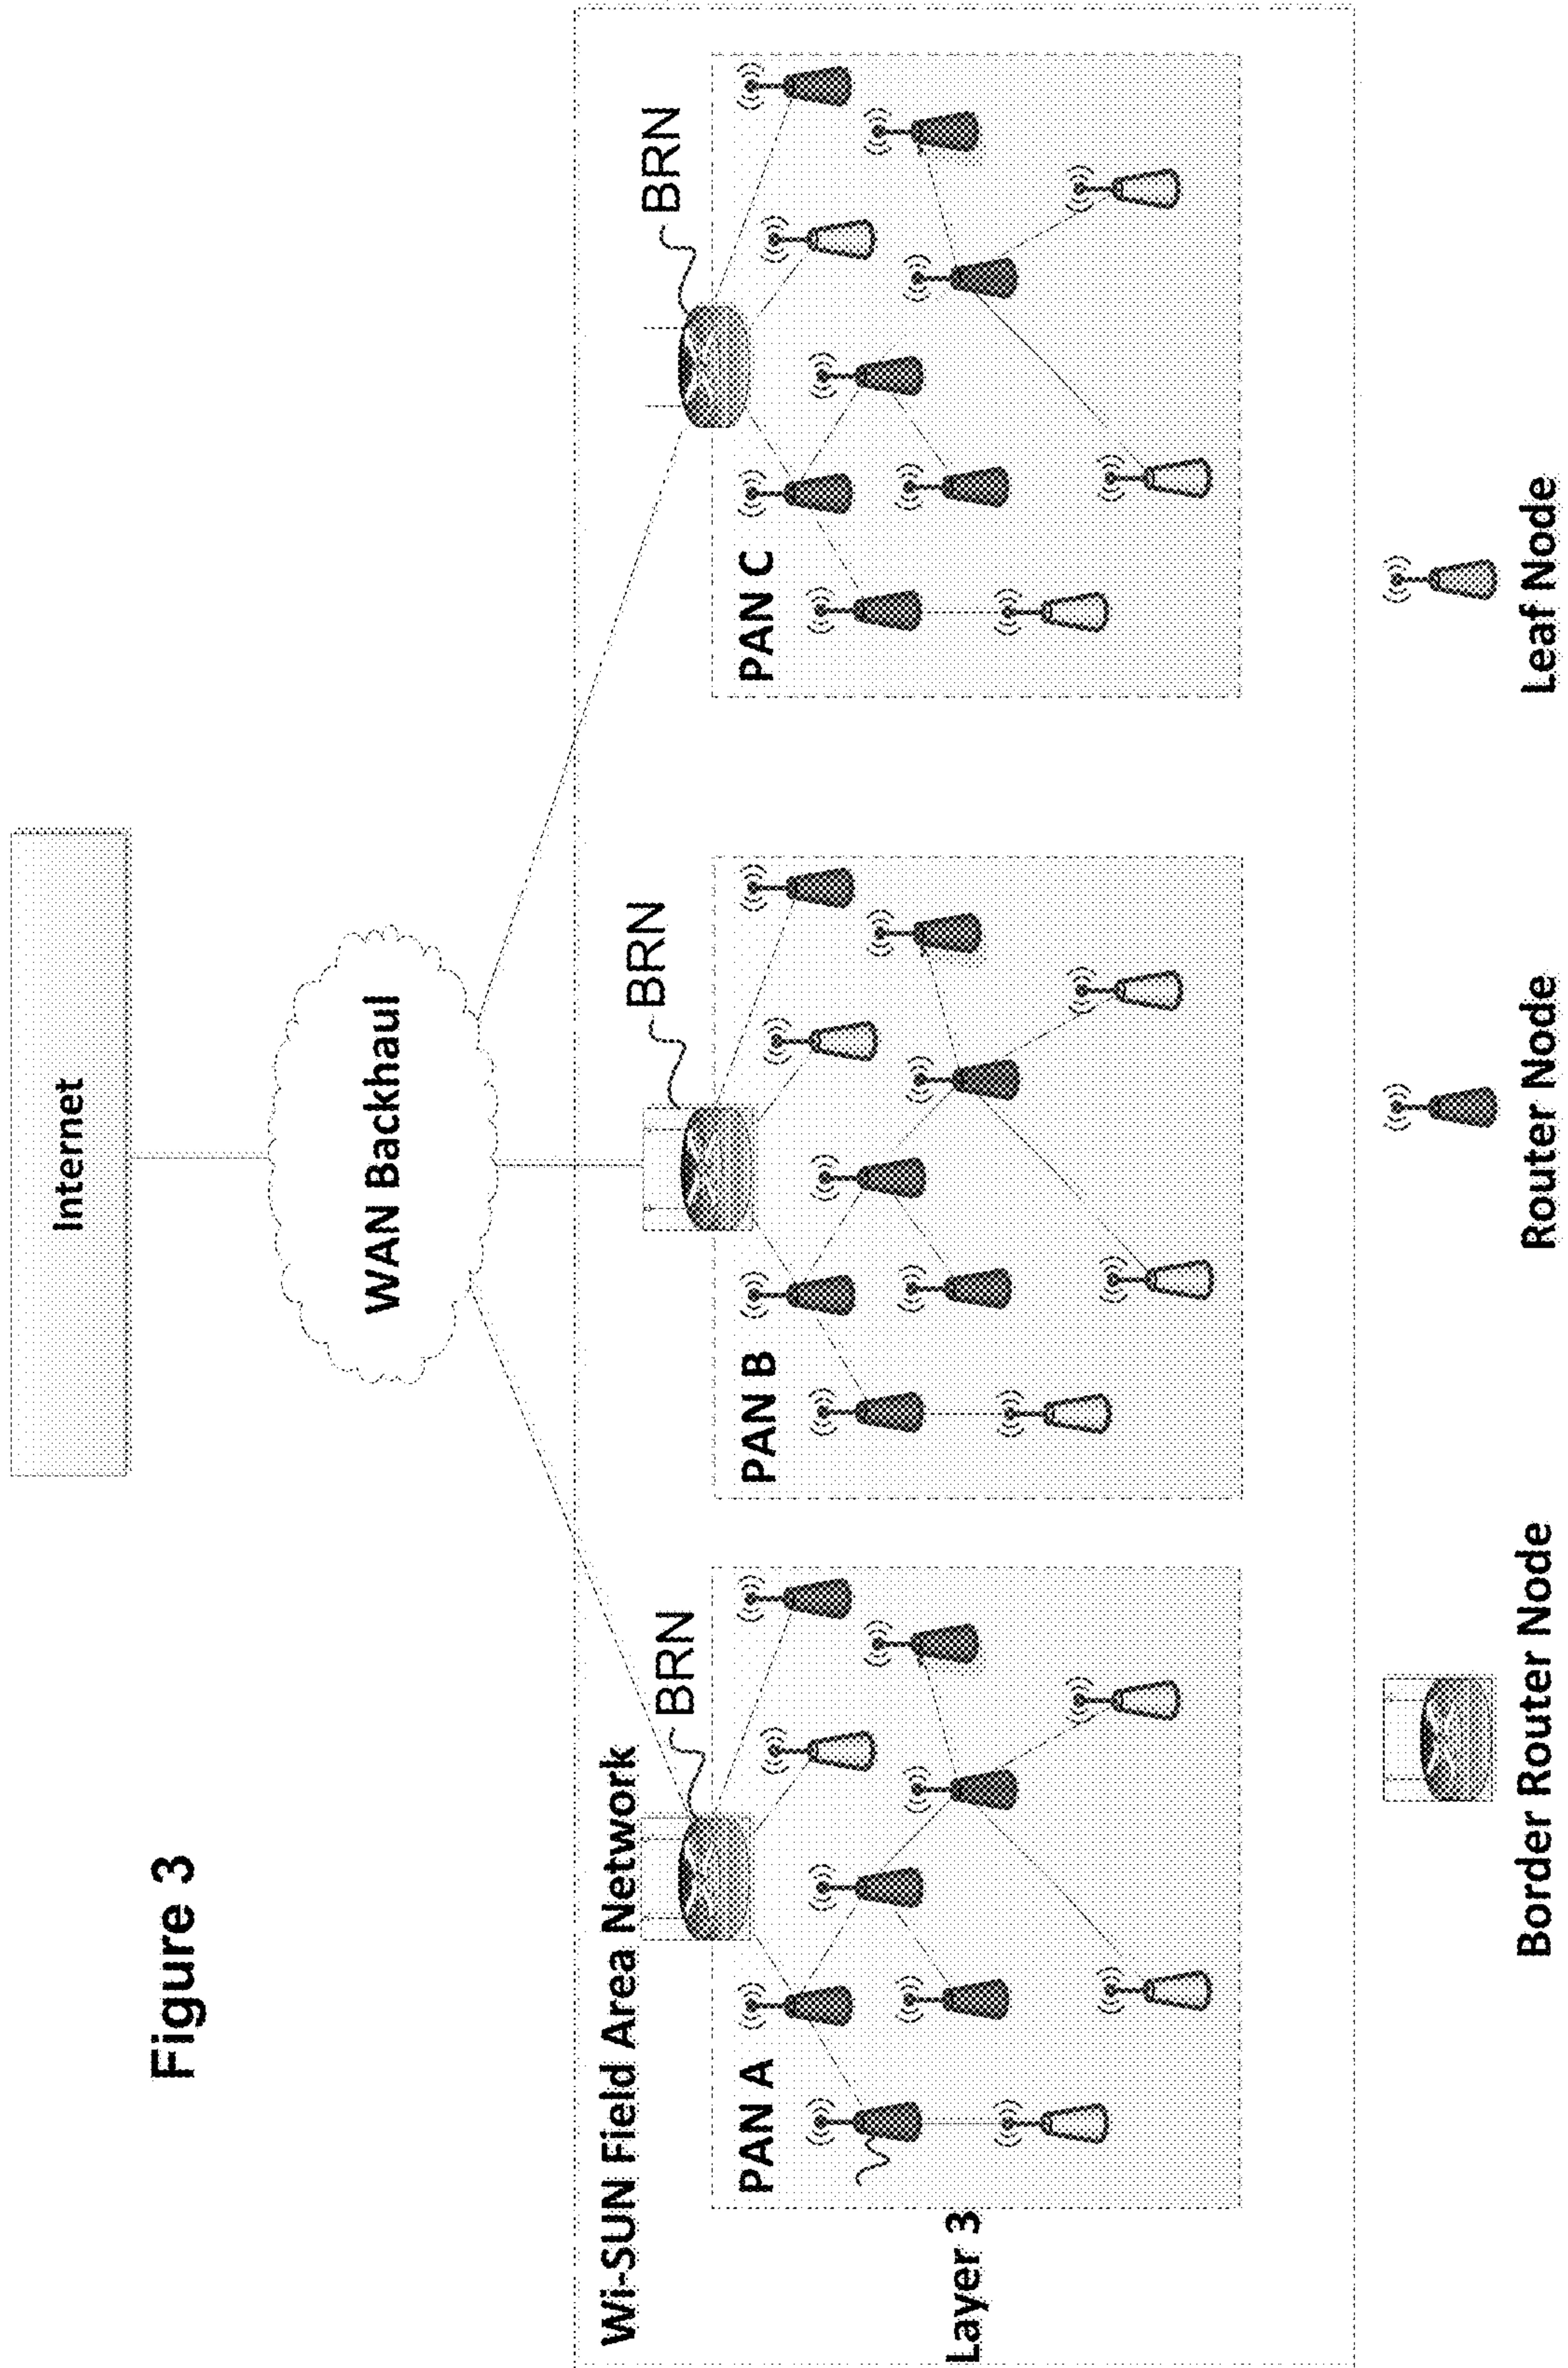 Figure 3
Internet
WAN Backhaul
Wi-SUN Field Area Network
BRN
BRN
BRN
PAN A
PAN B
PAN C
Layer 3
Border Router Node
Router Node
Leaf Node